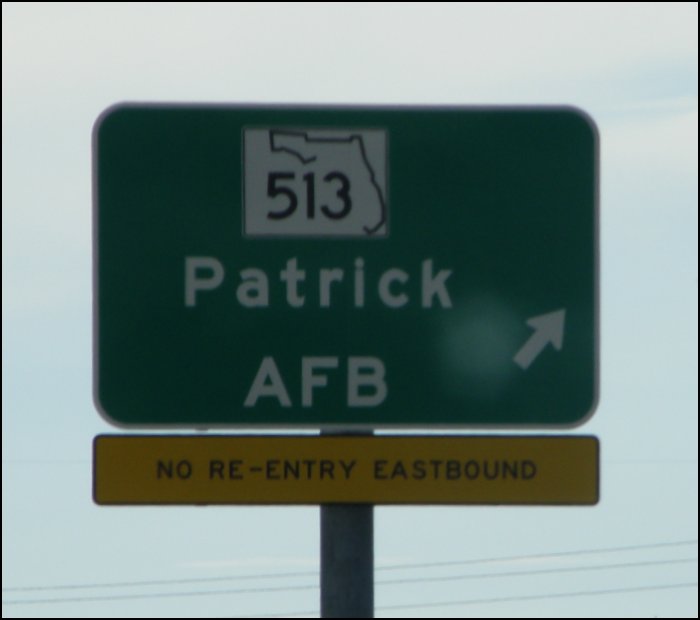 513
Patrick
AFB
NO RE-ENTRY EASTBOUND